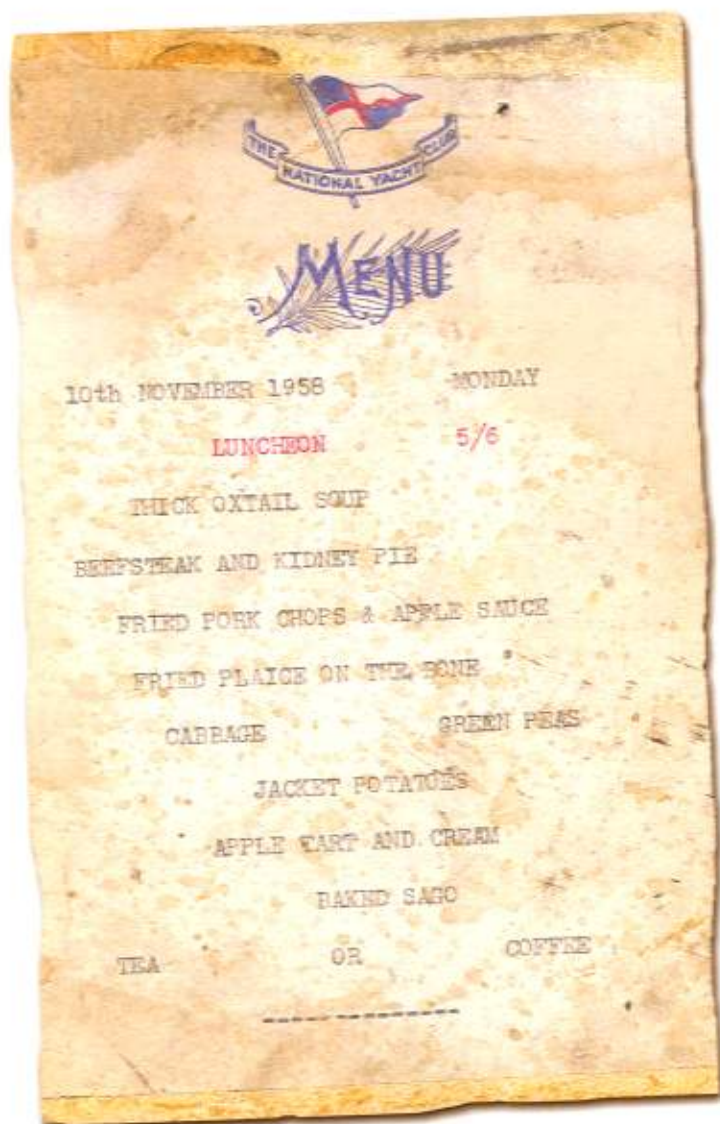 THE NATIONAL YACHT CLUB
MENU
10th NOVEMBER 1958 MONDAY
LUNCHEON 5/6
THICK OXTAIL SOUP
BEEFSTEAK AND KIDNEY PIE
FRIED PORK CHOPS & APPLE SAUCE
FRIED PLAICE ON THE BONE
CABBAGE GREEN PEAS
JACKET POTATOES
APPLE TART AND CREAM
BAKED SAGO
TEA OR COFFEE